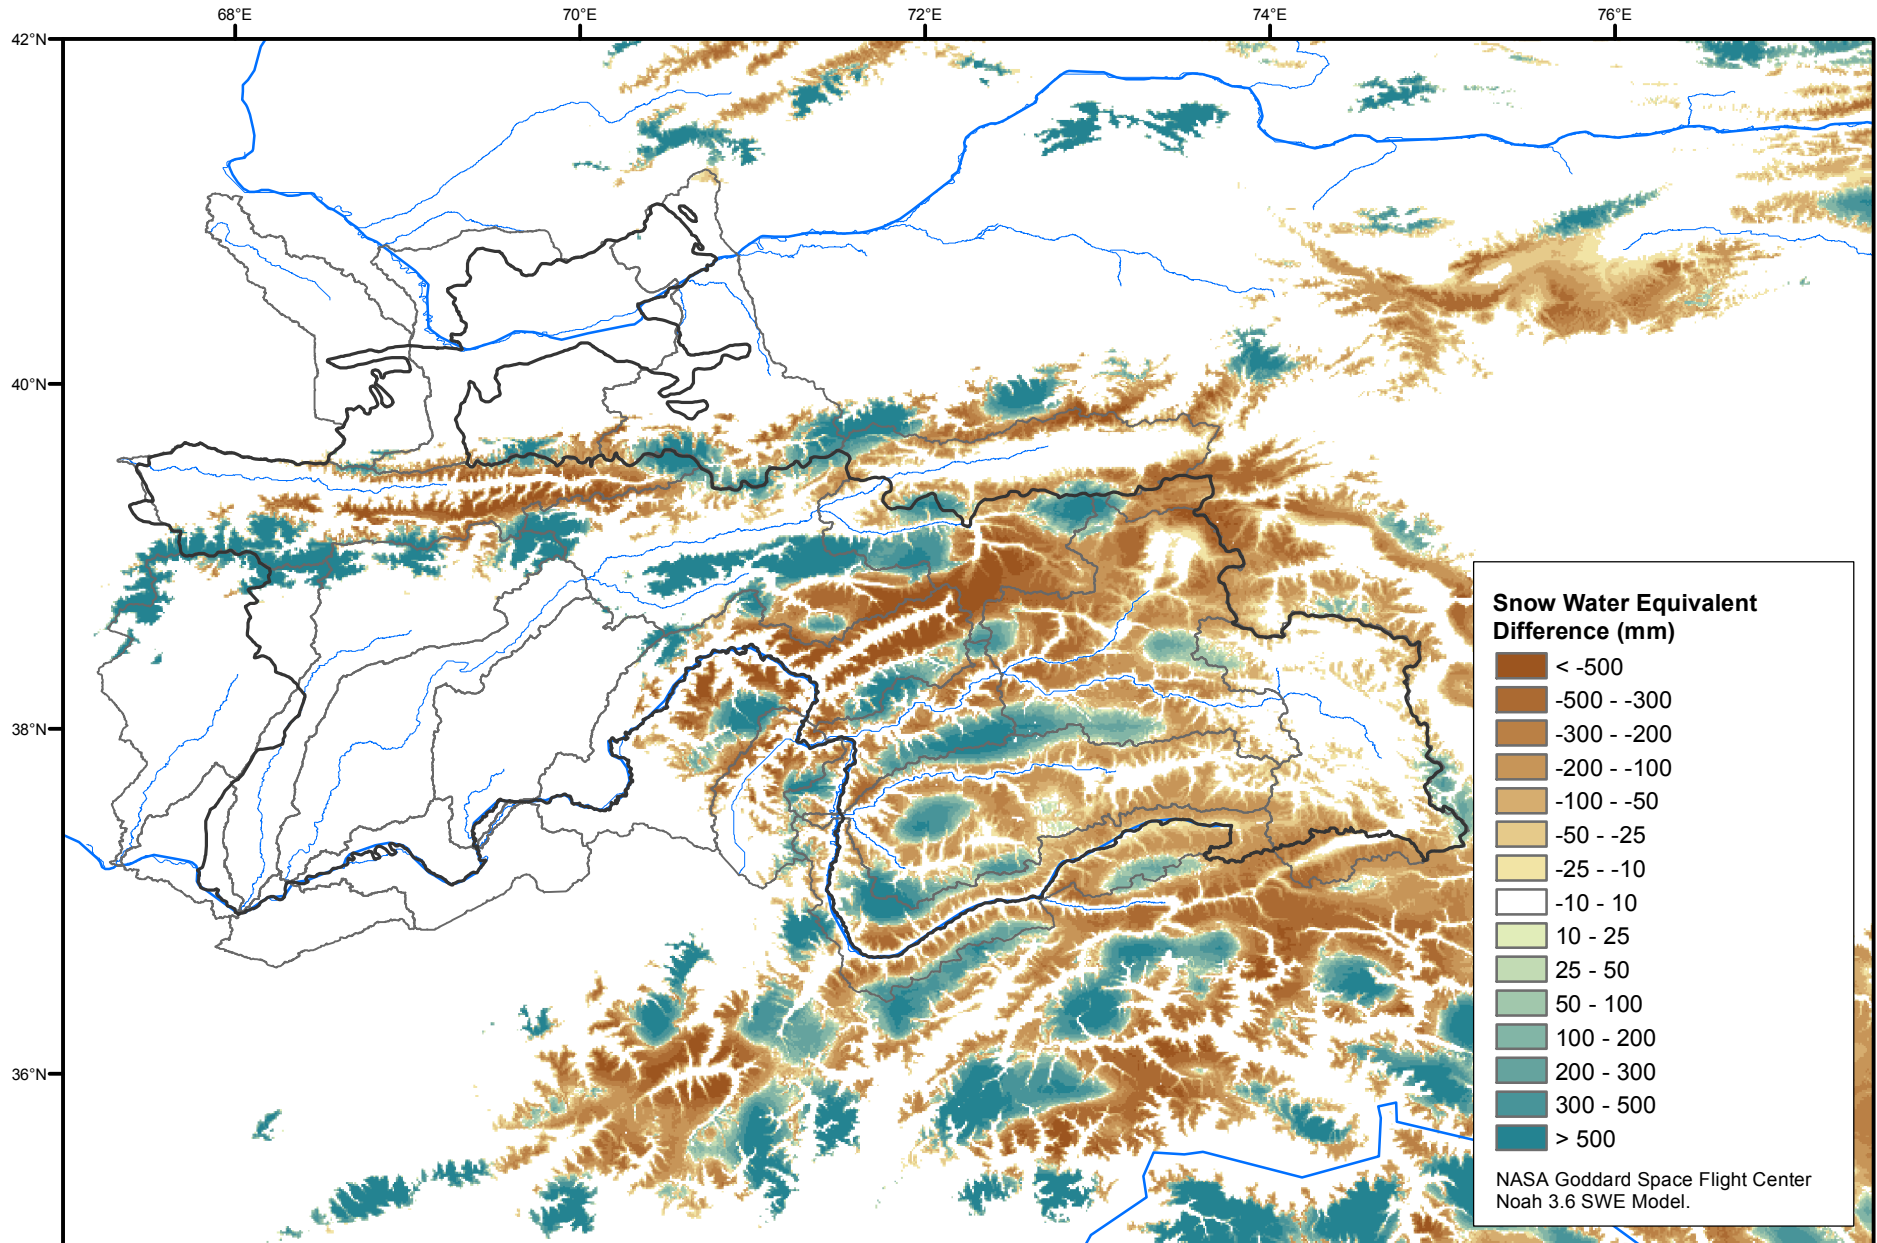 68°E
70°E
72°E
74°E
76°E
42°N
40°N
38°N
36°N
Snow Water Equivalent
Difference (mm)
< -500
-500 - -300
-300 - -200
-200 - -100
-100 - -50
-50 - -25
-25 - -10
-10 - 10
10 - 25
25 - 50
50 - 100
100 - 200
200 - 300
300 - 500
> 500
NASA Goddard Space Flight Center
Noah 3.6 SWE Model.